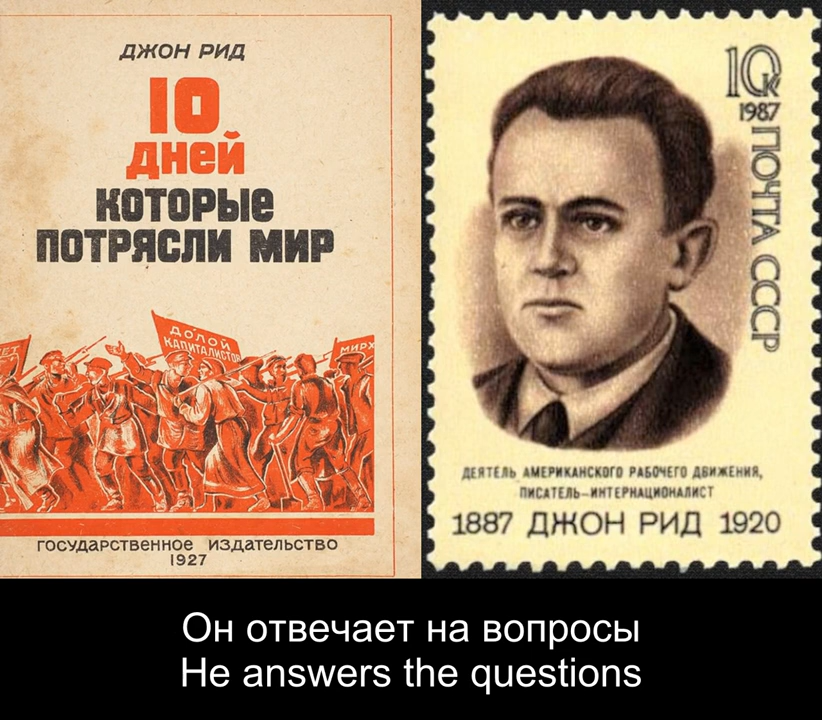 ДЖОН РИД
10
дней
которые
потрясли мир
ДОЛОЙ
КАПИТАЛИСТОВ
МИР
государственное издательство
1927
10к
1987
ПОЧТА СССР
ДЕЯТЕЛЬ АМЕРИКАНСКОГО РАБОЧЕГО ДВИЖЕНИЯ,
ПИСАТЕЛЬ-ИНТЕРНАЦИОНАЛИСТ
1887 ДЖОН РИД 1920
Он отвечает на вопросы
He answers the questions